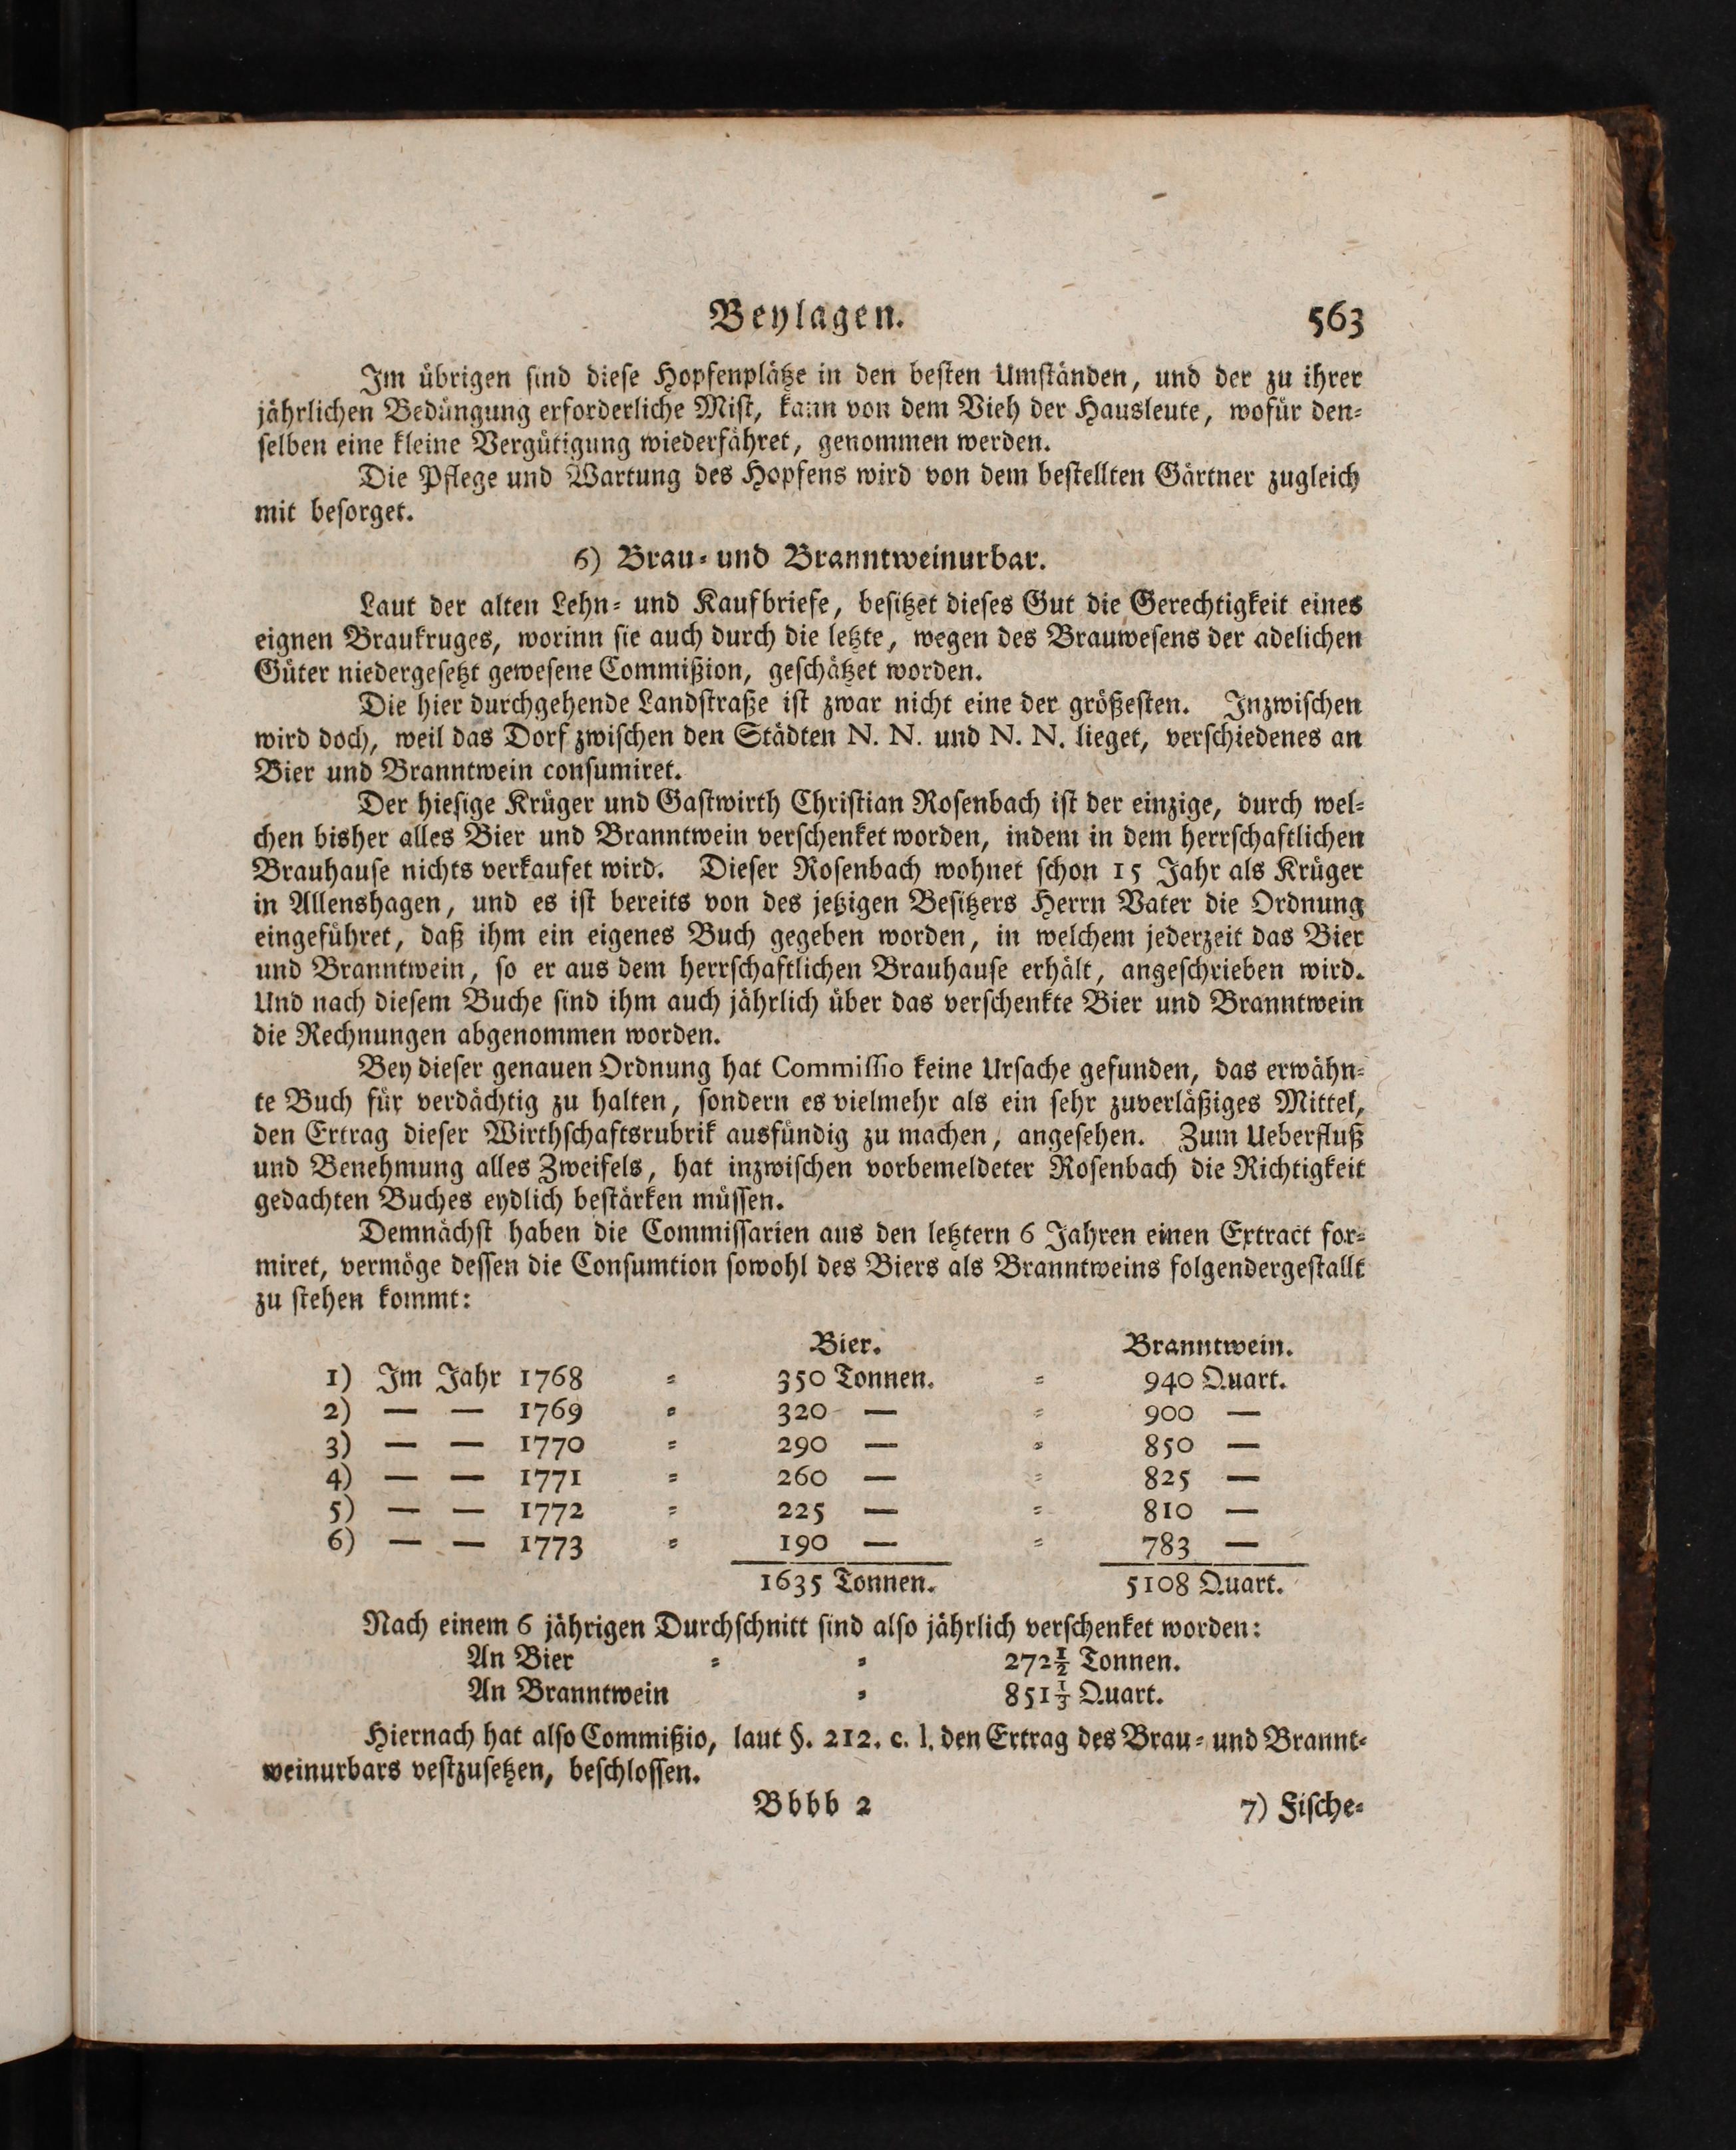 Beylagen. 563
Im übrigen ſind dieſe Hopfenplätze in den beſten Umſtänden, und der zu ihrer
jährlichen Bedüngung erforderliche Miſt, kann von dem Vieh der Hausleute, wofür den⸗
ſelben eine kleine Vergütigung wiederfähret, genommen werden.
Die Pflege und Wartung des Hopfens wird von dem beſtellten Gärtner zugleich
mit beſorget.
6) Brau⸗ und Branntweinurbar.
Laut der alten Lehn⸗ und Kaufbriefe, beſitzet dieſes Gut die Gerechtigkeit eines
eignen Braukruges, worinn ſie auch durch die letzte, wegen des Brauweſens der adelichen
Güter niedergeſetzt geweſene Commißion, geſchätzet worden.
Die hier durchgehende Landſtraße iſt zwar nicht eine der größeſten. Inzwiſchen
wird doch, weil das Dorf zwiſchen den Städten N. N. und N. N. lieget, verſchiedenes an
Bier und Branntwein conſumiret.
Der hieſige Krüger und Gaſtwirth Chriſtian Roſenbach iſt der einzige, durch wel⸗
chen bisher alles Bier und Branntwein verſchenket worden, indem in dem herrſchaftlichen
Brauhauſe nichts verkaufet wird. Dieſer Roſenbach wohnet ſchon 15 Jahr als Krüger
in Allenshagen, und es iſt bereits von des jetzigen Beſitzers Herrn Vater die Ordnung
eingeführet, daß ihm ein eigenes Buch gegeben worden, in welchem jederzeit das Bier
und Branntwein, ſo er aus dem herrſchaftlichen Brauhauſe erhält, angeſchrieben wird.
Und nach dieſem Buche ſind ihm auch jährlich über das verſchenkte Bier und Branntwein
die Rechnungen abgenommen worden.
Bey dieſer genauen Ordnung hat Commiſſio keine Urſache gefunden, das erwähn⸗
te Buch für verdächtig zu halten, ſondern es vielmehr als ein ſehr zuverläßiges Mittel,
den Ertrag dieſer Wirthſchaftsrubrik ausfündig zu machen, angeſehen. Zum Ueberfluß
und Benehmung alles Zweifels, hat inzwiſchen vorbemeldeter Roſenbach die Richtigkeit
gedachten Buches eydlich beſtärken müſſen.
Demnächſt haben die Commiſſarien aus den letztern 6 Jahren einen Extract for⸗
miret, vermöge deſſen die Conſumtion ſowohl des Biers als Branntweins folgendergeſtallt
zu ſtehen kommt:
Bier. Branntwein.
1) Im Jahr 1768 ⸗ 350 Tonnen. ⸗ 940 Quart.
2) — — 1769 ⸗ 320 — ⸗ 900 —
3) — — 1770 ⸗ 290 — ⸗ 850 —
4) — — 1771 ⸗ 260 — ⸗ 825 —
5) — — 1772 ⸗ 225 — ⸗ 810 —
6) — — 1773 ⸗ 190 — ⸗ 783 —
1635 Tonnen. 5108 Quart.
Nach einem 6 jährigen Durchſchnitt ſind alſo jährlich verſchenket worden:
An Bier ⸗ ⸗ 272½ Tonnen.
An Branntwein ⸗ 851⅓ Quart.
Hiernach hat alſo Commißio, laut §. 212. c. l. den Ertrag des Brau⸗ und Brannt⸗
weinurbars veſtzuſetzen, beſchloſſen.
Bbbb 2 7) Fiſche⸗